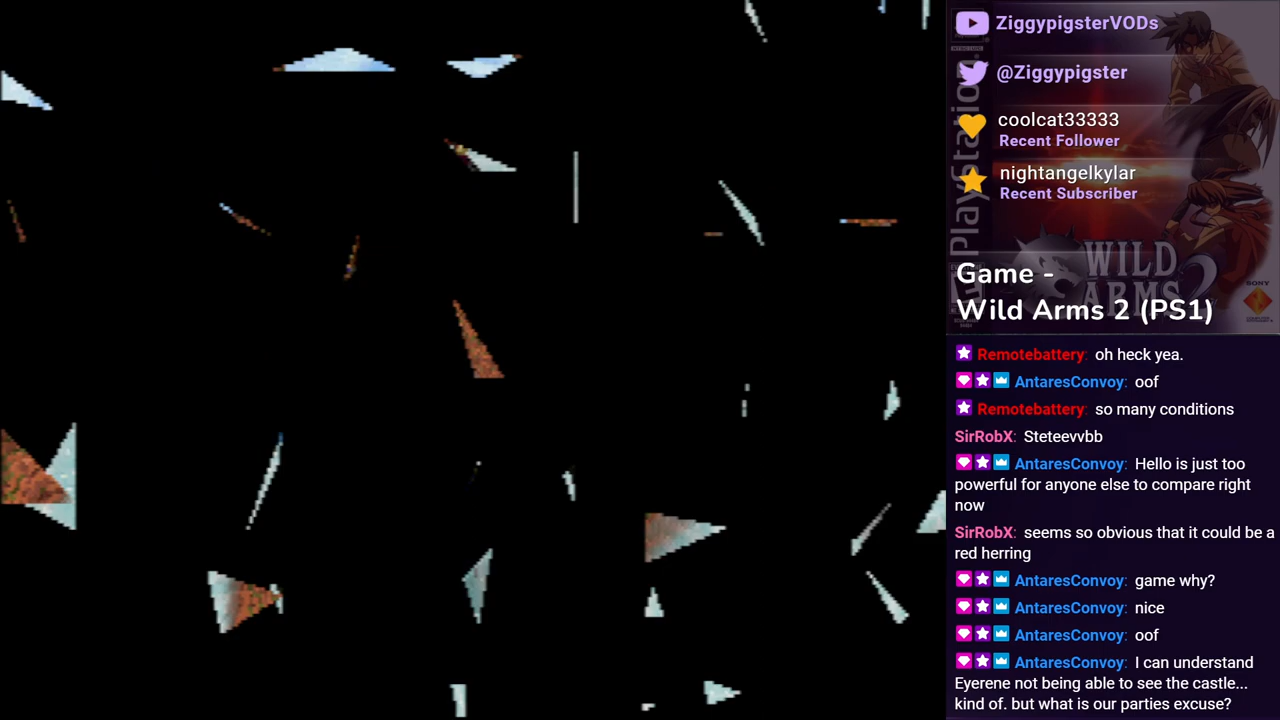 ZiggypigsterVODs
@Ziggypigster
coolcat33333
Recent Follower
nightangelkylar
Recent Subscriber
PlayStation
WILD
ARMS 2
SONY
Game -
Wild Arms 2 (PS1)
Remotebattery: oh heck yea.
AntaresConvoy: oof
Remotebattery: so many conditions
SirRobX: Steteevvbb
AntaresConvoy: Hello is just too
powerful for anyone else to compare right
now
SirRobX: seems so obvious that it could be a
red herring
AntaresConvoy: game why?
AntaresConvoy: nice
AntaresConvoy: oof
AntaresConvoy: I can understand
Eyerene not being able to see the castle...
kind of. but what is our parties excuse?